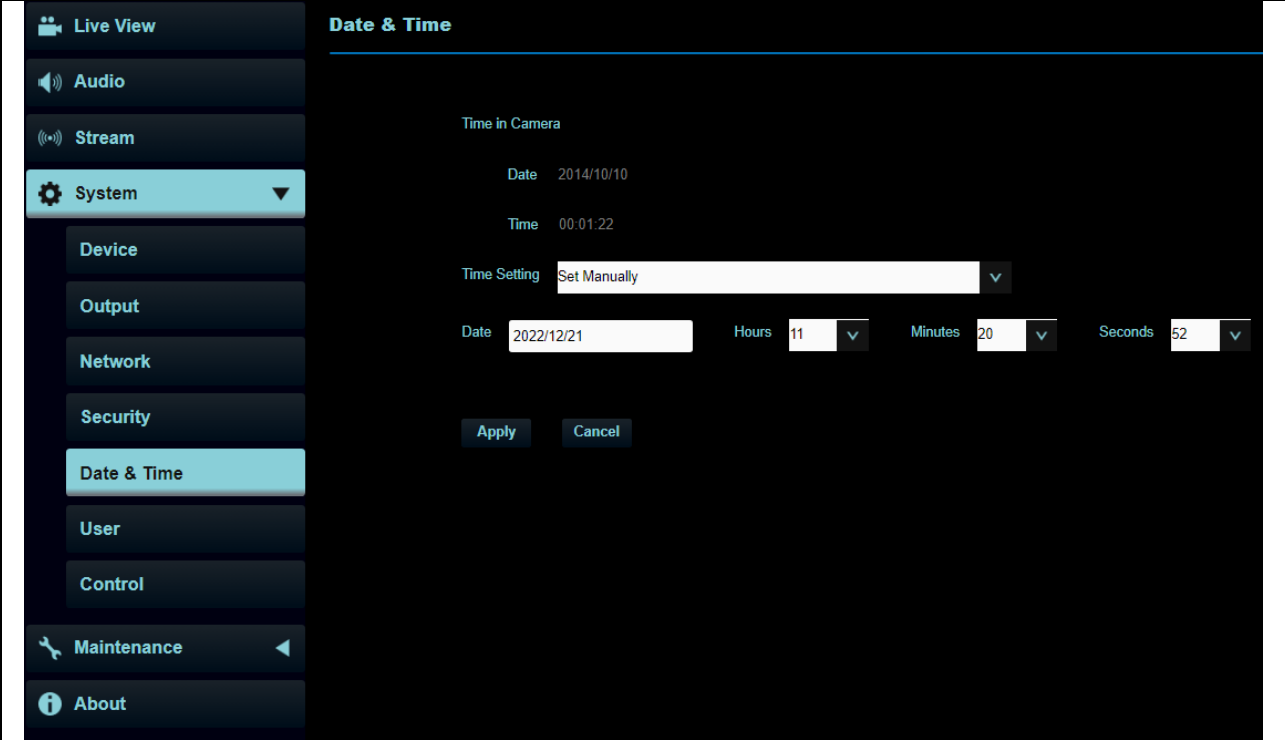 Live View
Audio
Stream
System
Device
Output
Network
Security
Date & Time
User
Control
Maintenance
About
Date & Time
Time in Camera
Date 2014/10/10
Time 00:01:22
Time Setting Set Manually
Date 2022/12/21 Hours 11 Minutes 20 Seconds 52
Apply Cancel